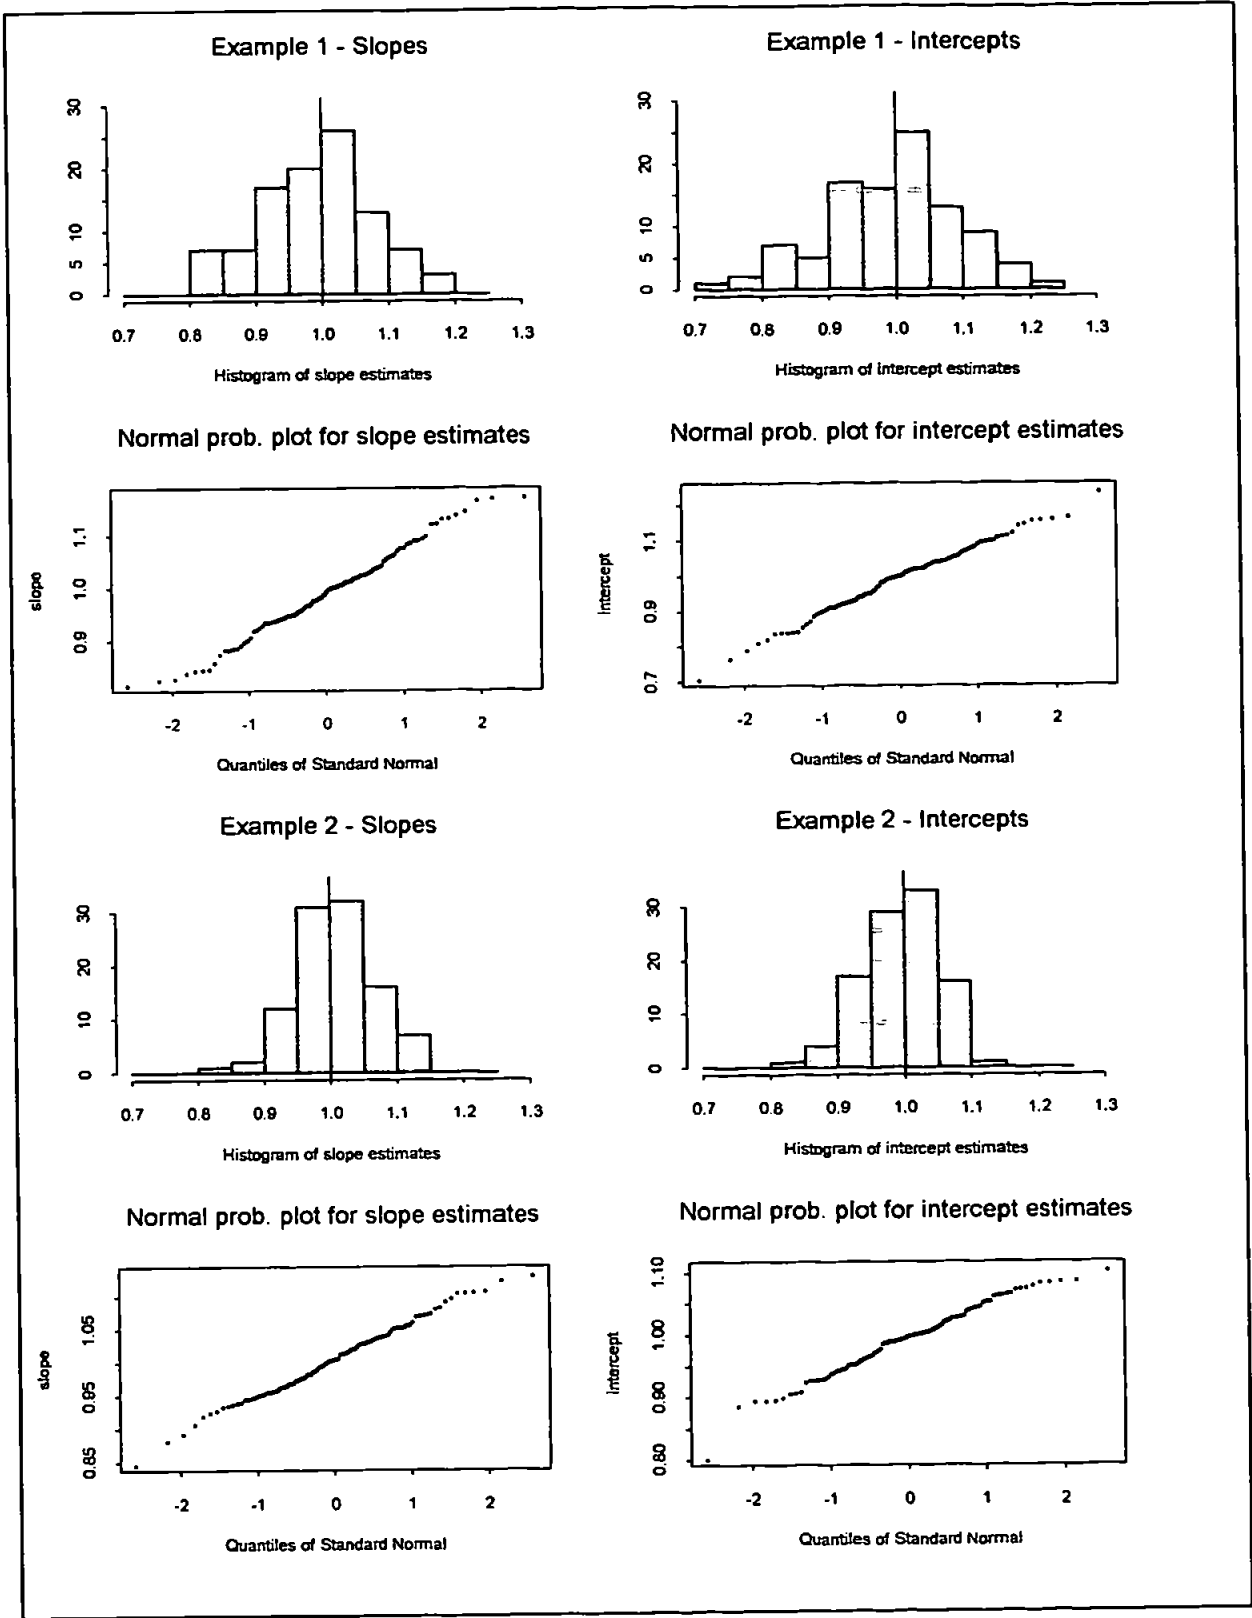 Example 1 - Slopes
30
20
10
5
0
0.7 0.8 0.9 1.0 1.1 1.2 1.3
Histogram of slope estimates
Example 1 - Intercepts
30
20
10
5
0
0.7 0.8 0.9 1.0 1.1 1.2 1.3
Histogram of intercept estimates
Normal prob. plot for slope estimates
slope
1.1
1.0
0.9
-2 -1 0 1 2
Quantiles of Standard Normal
Normal prob. plot for intercept estimates
Intercept
1.1
0.9
0.7
-2 -1 0 1 2
Quantiles of Standard Normal
Example 2 - Slopes
30
20
10
0
0.7 0.8 0.9 1.0 1.1 1.2 1.3
Histogram of slope estimates
Example 2 - Intercepts
30
20
10
0
0.7 0.8 0.9 1.0 1.1 1.2 1.3
Histogram of intercept estimates
Normal prob. plot for slope estimates
slope
1.05
0.95
0.85
-2 -1 0 1 2
Quantiles of Standard Normal
Normal prob. plot for intercept estimates
Intercept
1.10
1.00
0.90
0.80
-2 -1 0 1 2
Quantiles of Standard Normal